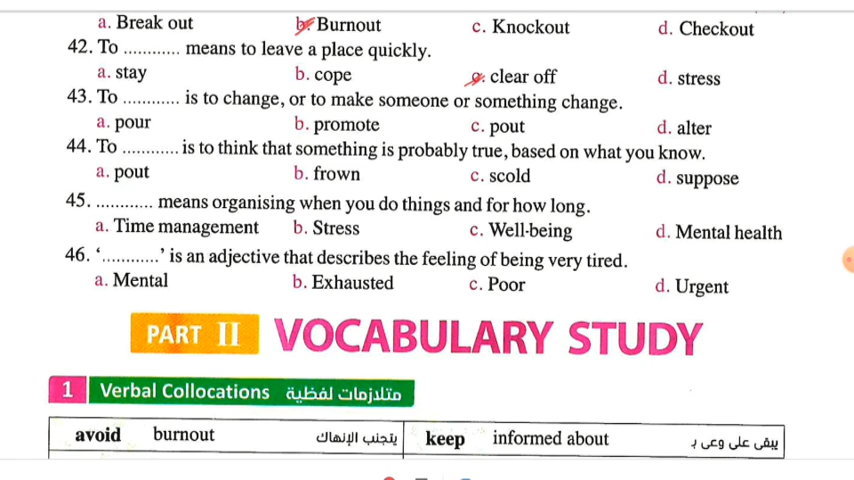 a. Break out b. Burnout c. Knockout d. Checkout
42. To ............ means to leave a place quickly.
a. stay b. cope c. clear off d. stress
43. To ............ is to change, or to make someone or something change.
a. pour b. promote c. pout d. alter
44. To ............ is to think that something is probably true, based on what you know.
a. pout b. frown c. scold d. suppose
45. ............ means organising when you do things and for how long.
a. Time management b. Stress c. Well-being d. Mental health
46. ‘............’ is an adjective that describes the feeling of being very tired.
a. Mental b. Exhausted c. Poor d. Urgent
PART II VOCABULARY STUDY
1 Verbal Collocations متلازمات لفظية
avoid burnout يتجنب الإنهاك keep informed about يبقى على وعى بـ